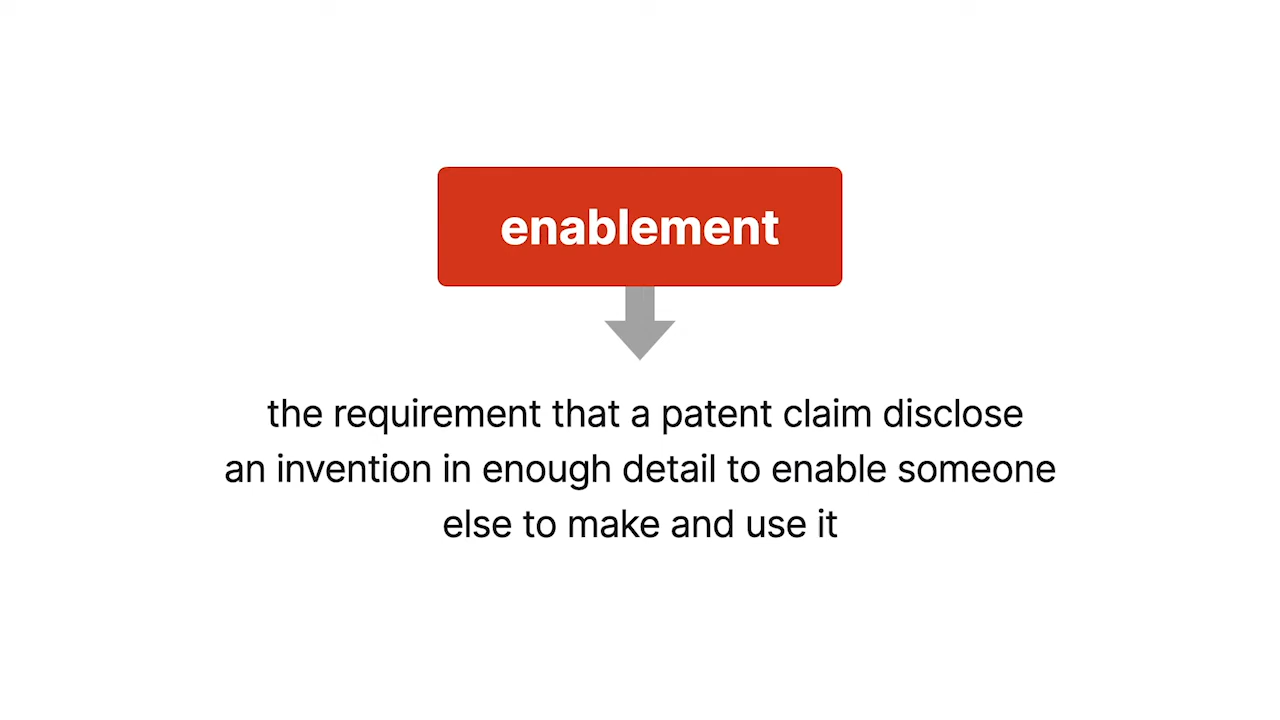 enablement
the requirement that a patent claim disclose
an invention in enough detail to enable someone
else to make and use it